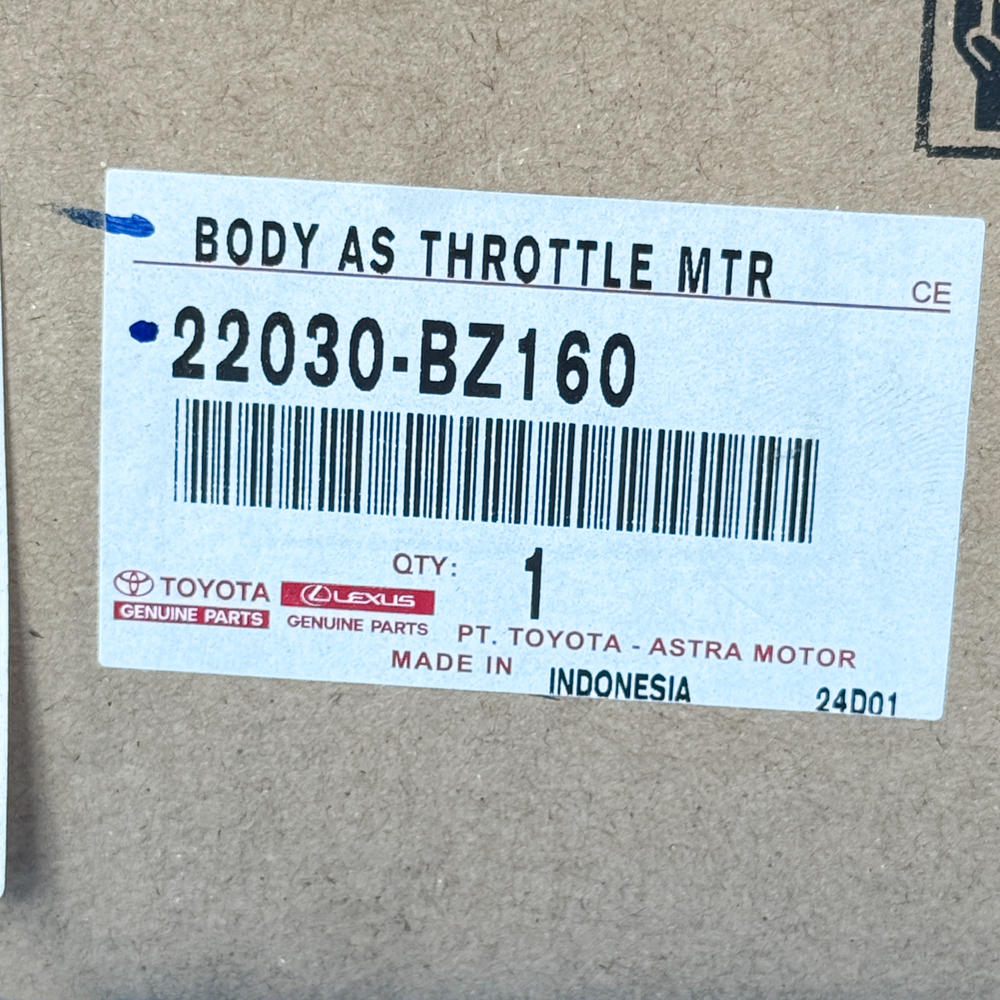 BODY AS THROTTLE MTR
CE
22030-BZ160
QTY: 1
TOYOTA
GENUINE PARTS
LEXUS
GENUINE PARTS
PT. TOYOTA - ASTRA MOTOR
MADE IN INDONESIA
24D01